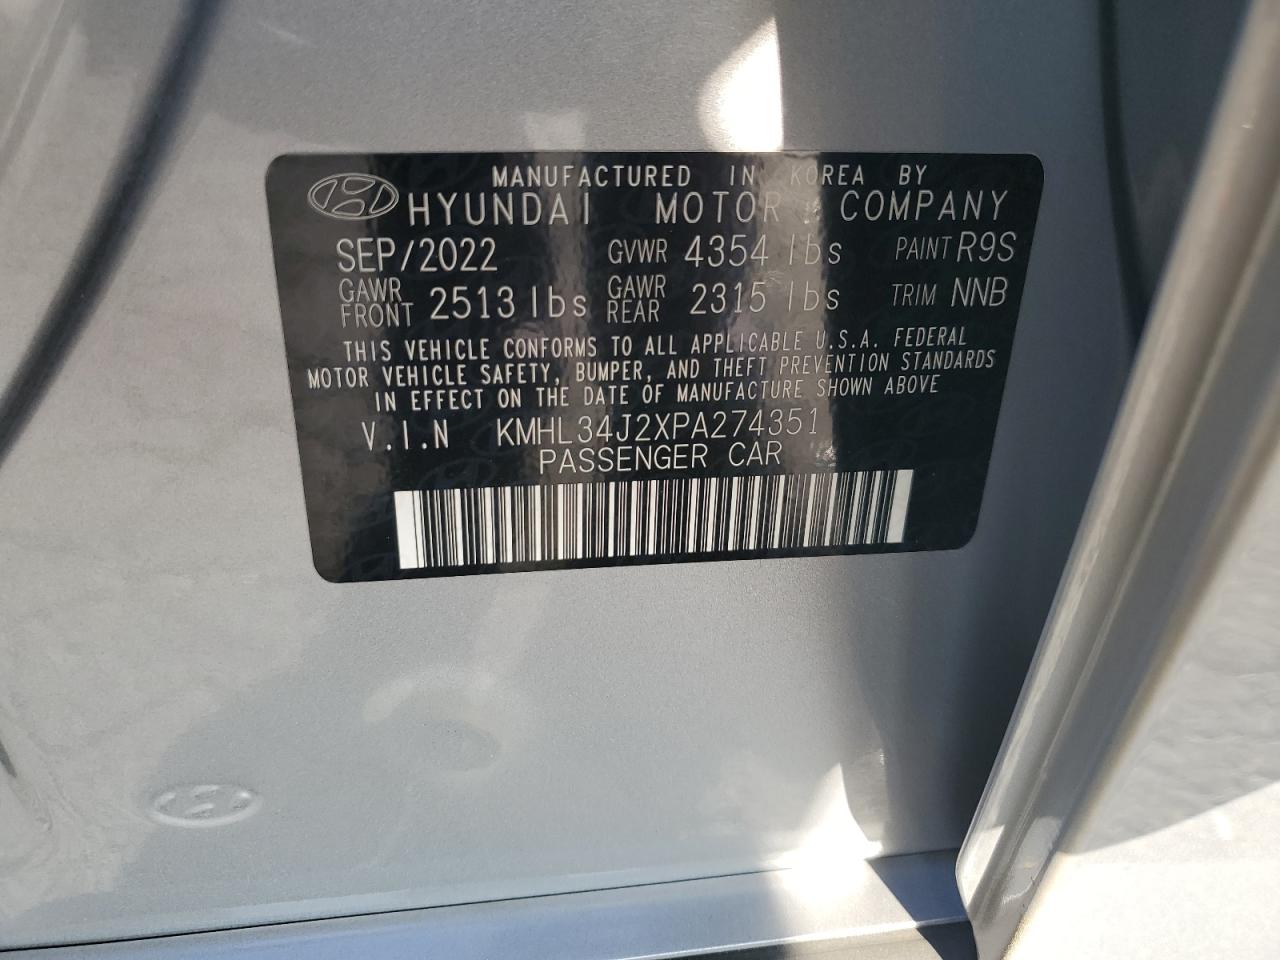 MANUFACTURED IN KOREA BY
HYUNDAI MOTOR COMPANY
SEP/2022 GVWR 4354 lbs PAINT R9S
GAWR FRONT 2513 lbs GAWR REAR 2315 lbs TRIM NNB
THIS VEHICLE CONFORMS TO ALL APPLICABLE U.S.A. FEDERAL
MOTOR VEHICLE SAFETY, BUMPER, AND THEFT PREVENTION STANDARDS
IN EFFECT ON THE DATE OF MANUFACTURE SHOWN ABOVE
V.I.N KMHL34J2XPA274351
PASSENGER CAR